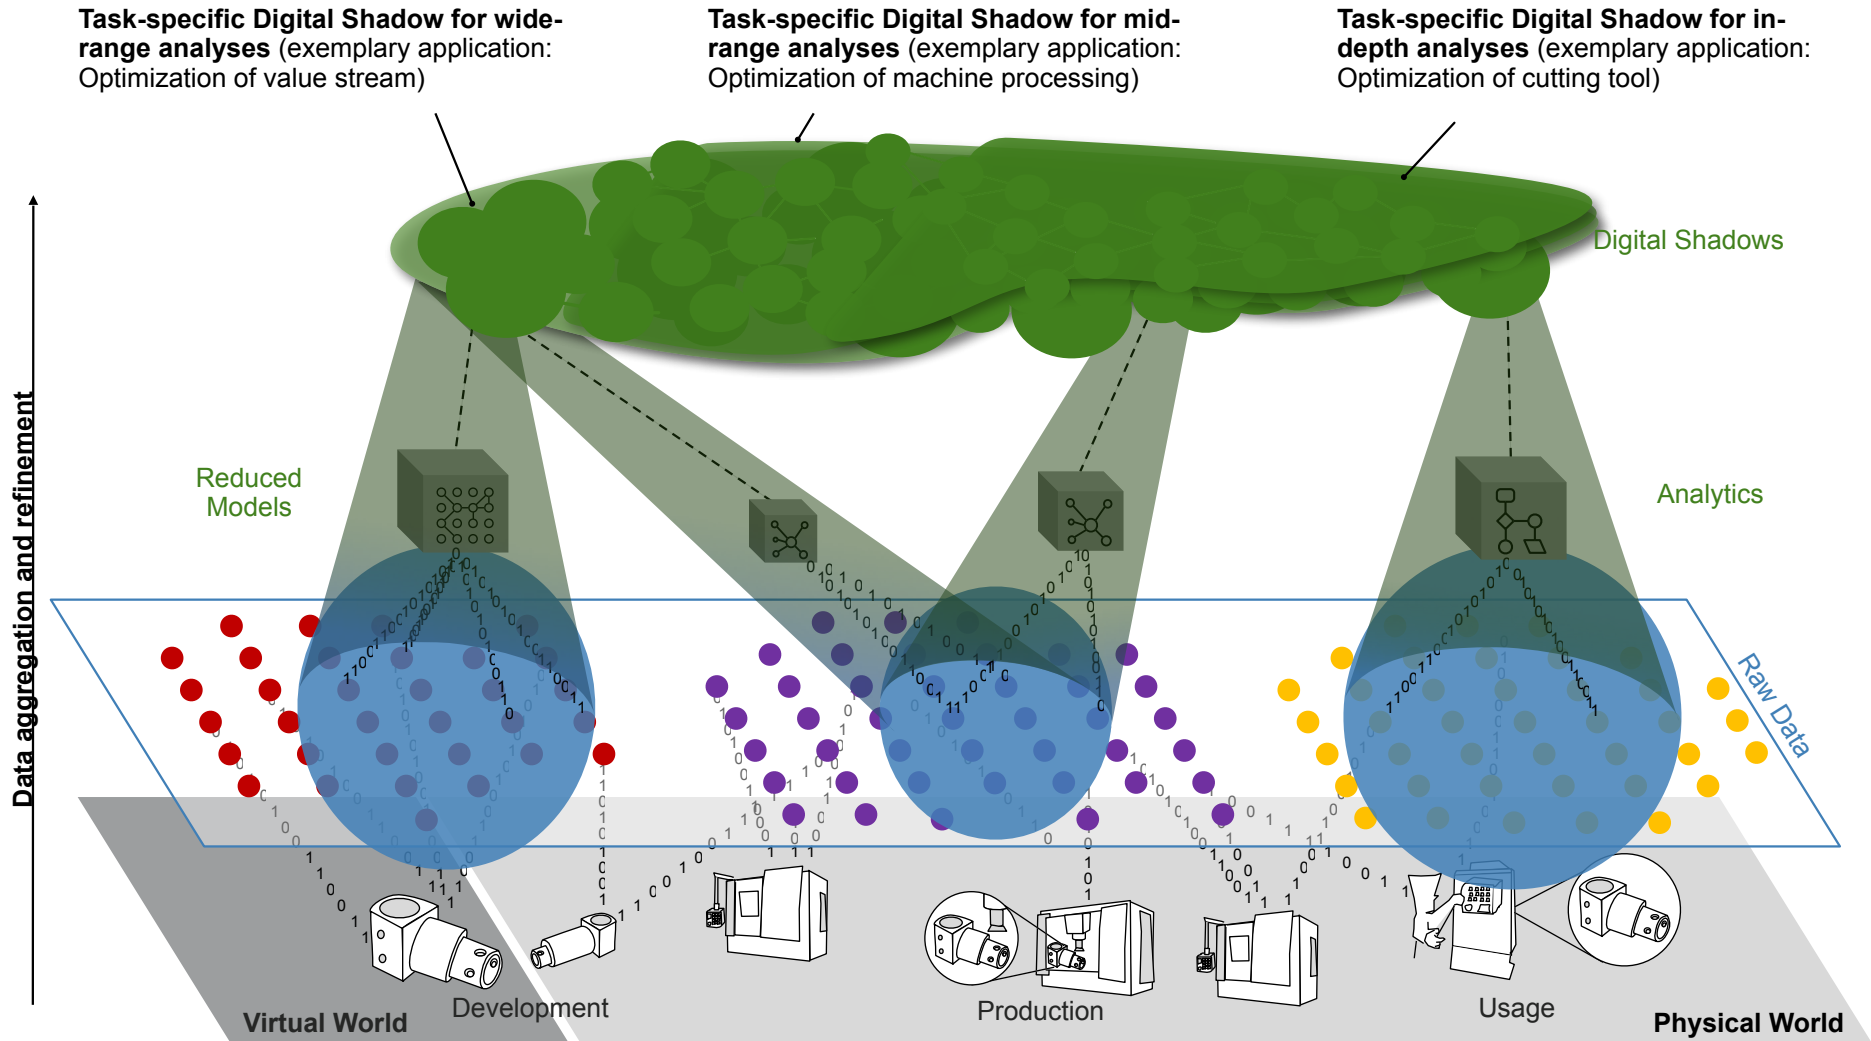 Task-specific Digital Shadow for wide-
range analyses (exemplary application:
Optimization of value stream)
Task-specific Digital Shadow for mid-
range analyses (exemplary application:
Optimization of machine processing)
Task-specific Digital Shadow for in-
depth analyses (exemplary application:
Optimization of cutting tool)
Digital Shadows
Data aggregation and refinement
Reduced
Models
Analytics
Raw Data
Development
Production
Usage
Virtual World
Physical World